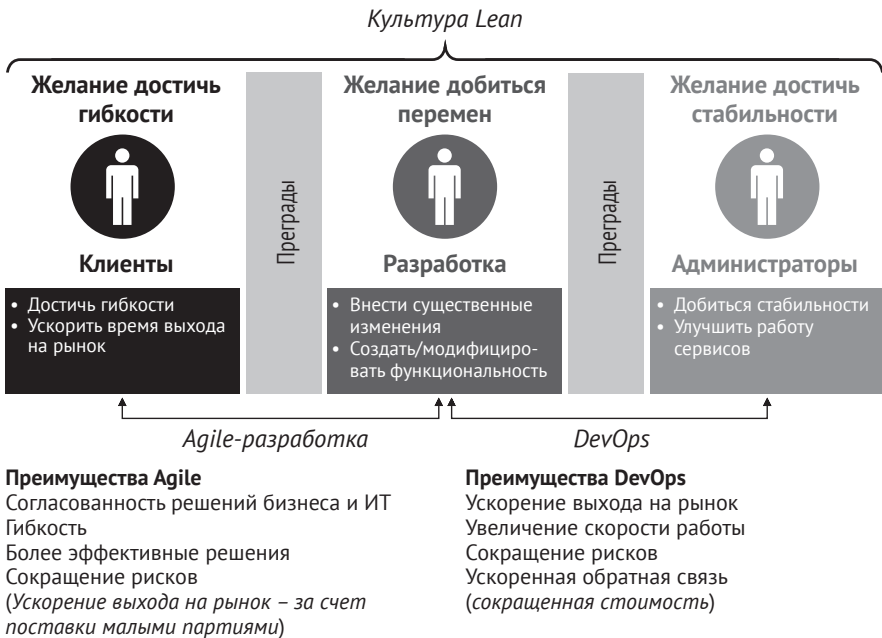 Культура Lean
Желание достичь
гибкости
Клиенты
• Достичь гибкости
• Ускорить время выхода
на рынок
Преграды
Желание добиться
перемен
Разработка
• Внести существенные
изменения
• Создать/модифициро-
вать функциональность
Преграды
Желание достичь
стабильности
Администраторы
• Добиться стабильности
• Улучшить работу
сервисов
Agile-разработка
DevOps
Преимущества Agile
Согласованность решений бизнеса и ИТ
Гибкость
Более эффективные решения
Сокращение рисков
(Ускорение выхода на рынок – за счет
поставки малыми партиями)
Преимущества DevOps
Ускорение выхода на рынок
Увеличение скорости работы
Сокращение рисков
Ускоренная обратная связь
(сокращенная стоимость)